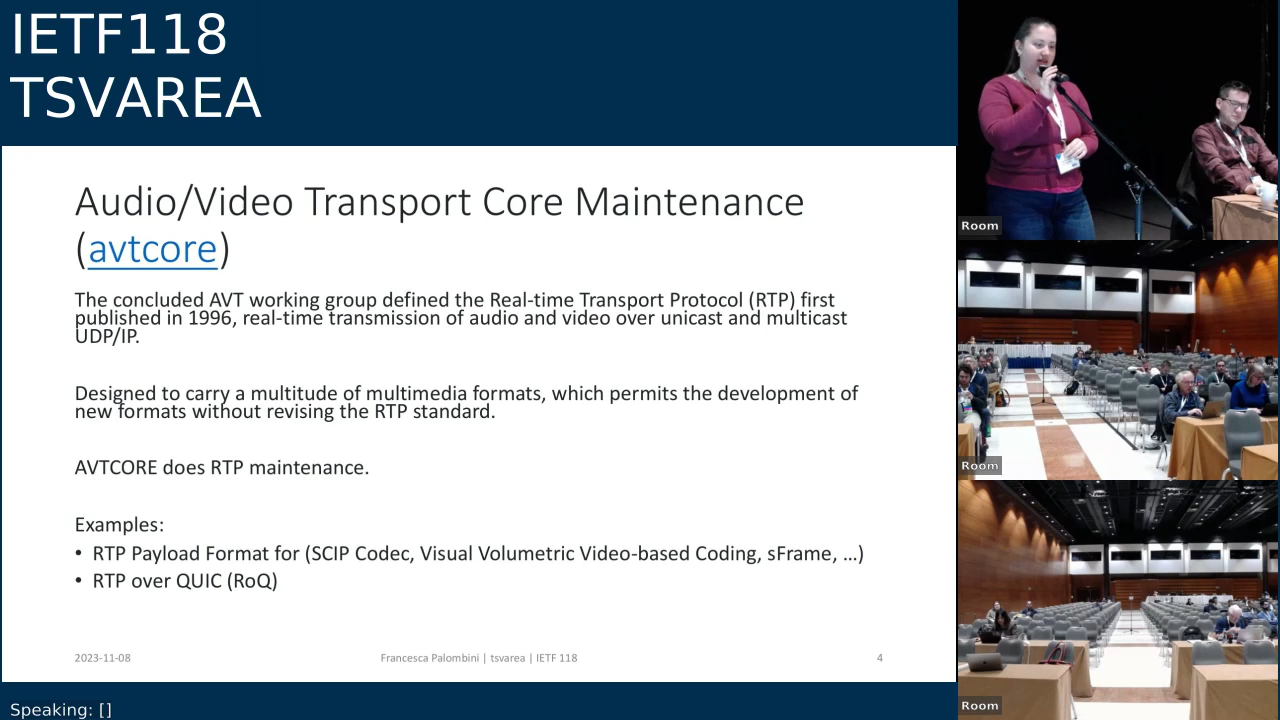 IETF118
TSVAREA
Audio/Video Transport Core Maintenance
(avtcore)
The concluded AVT working group defined the Real-time Transport Protocol (RTP) first
published in 1996, real-time transmission of audio and video over unicast and multicast
UDP/IP.
Designed to carry a multitude of multimedia formats, which permits the development of
new formats without revising the RTP standard.
AVTCORE does RTP maintenance.
Examples:
• RTP Payload Format for (SCIP Codec, Visual Volumetric Video-based Coding, sFrame, …)
• RTP over QUIC (RoQ)
2023-11-08
Francesca Palombini | tsvarea | IETF 118
4
Speaking: []
Room
Room
Room